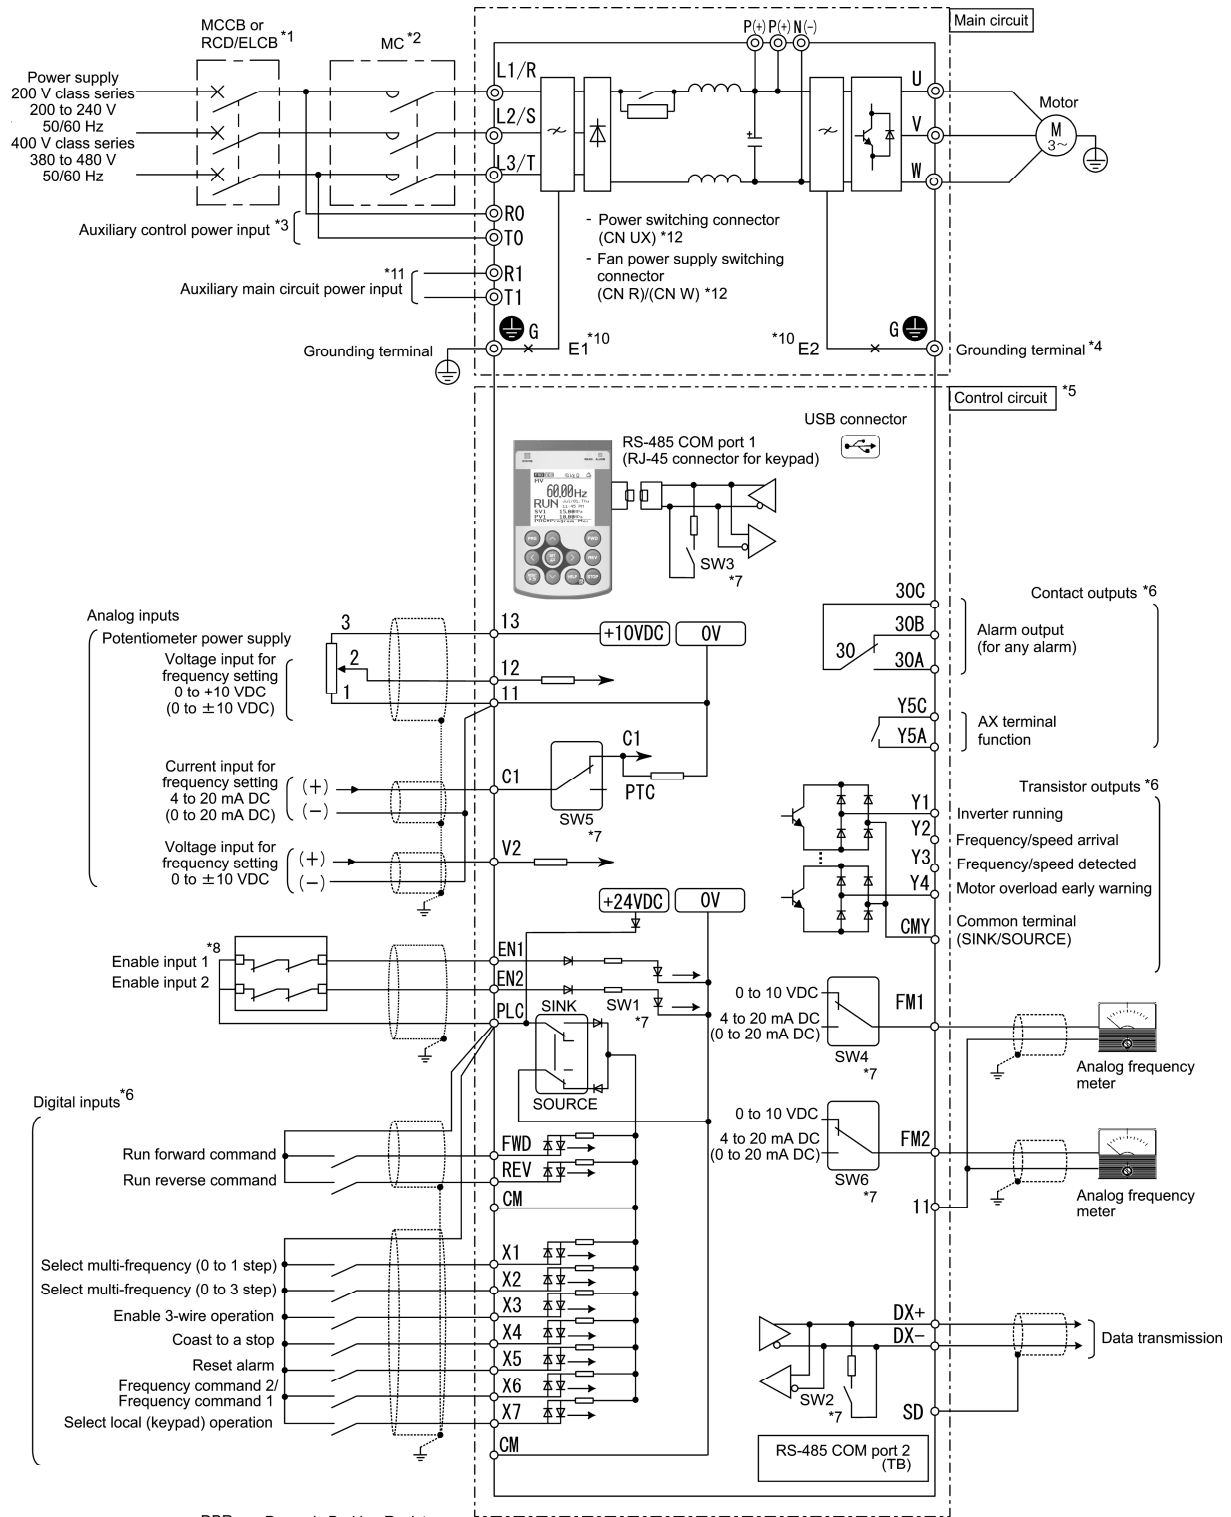 MCCB or
RCD/ELCB *1
MC *2
P(+) P(+) N(-)
Main circuit
Power supply
200 V class series
200 to 240 V
50/60 Hz
400 V class series
380 to 480 V
50/60 Hz
L1/R
L2/S
L3/T
U
V
W
Motor
M
3~
Auxiliary control power input *3
R0
T0
*11
Auxiliary main circuit power input
R1
T1
- Power switching connector
(CN UX) *12
- Fan power supply switching
connector
(CN R)/(CN W) *12
G
E1 *10
*10 E2
G
Grounding terminal
Grounding terminal *4
Control circuit *5
USB connector
RS-485 COM port 1
(RJ-45 connector for keypad)
60.00Hz
RUN
SW3
*7
30C
30B
30
30A
Contact outputs *6
Alarm output
(for any alarm)
Y5C
Y5A
AX terminal
function
Analog inputs
Potentiometer power supply
Voltage input for
frequency setting
0 to +10 VDC
(0 to ±10 VDC)
3
2
1
13
12
11
+10VDC
0V
Current input for
frequency setting
4 to 20 mA DC
(0 to 20 mA DC)
(+)
(-)
C1
C1
PTC
SW5
*7
Voltage input for
frequency setting
0 to ±10 VDC
(+)
(-)
V2
Transistor outputs *6
Y1
Inverter running
Y2
Frequency/speed arrival
Y3
Frequency/speed detected
Y4
Motor overload early warning
CMY
Common terminal
(SINK/SOURCE)
+24VDC
0V
*8
Enable input 1
Enable input 2
EN1
EN2
PLC
SINK
SW1
*7
SOURCE
0 to 10 VDC
4 to 20 mA DC
(0 to 20 mA DC)
SW4
*7
FM1
Analog frequency
meter
0 to 10 VDC
4 to 20 mA DC
(0 to 20 mA DC)
SW6
*7
FM2
Analog frequency
meter
11
Digital inputs *6
Run forward command
Run reverse command
FWD
REV
CM
Select multi-frequency (0 to 1 step)
Select multi-frequency (0 to 3 step)
Enable 3-wire operation
Coast to a stop
Reset alarm
Frequency command 2/
Frequency command 1
Select local (keypad) operation
X1
X2
X3
X4
X5
X6
X7
CM
DX+
DX-
Data transmission
SW2
*7
SD
RS-485 COM port 2
(TB)